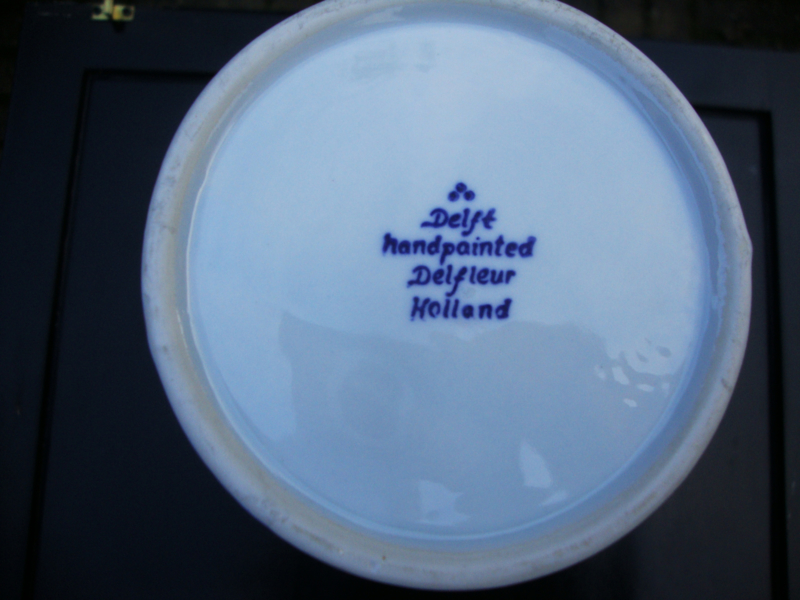 Delft
handpainted
Delfleur
Holland